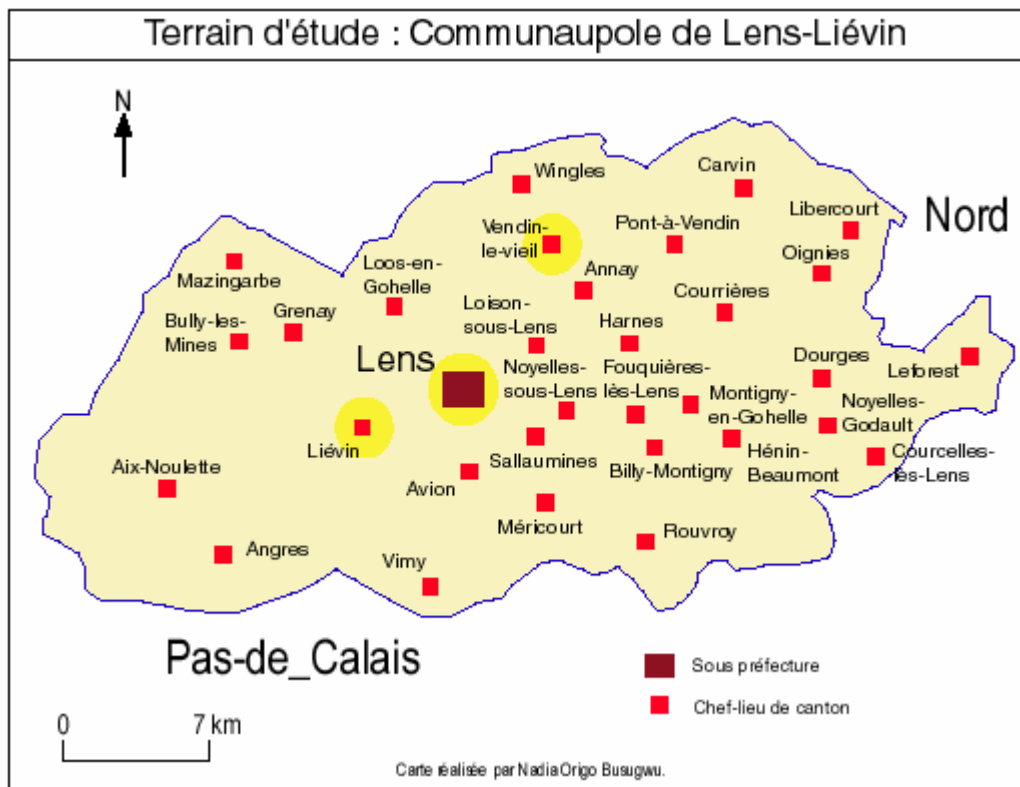 Terrain d'étude : Communaupole de Lens-Liévin
N
Wingles
Carvin
Vendin-
le-vieil
Pont-à-Vendin
Libercourt
Nord
Oignies
Mazingarbe
Loos-en-
Gohelle
Annay
Courrières
Bully-les-
Mines
Grenay
Loison-
sous-Lens
Harnes
Lens
Noyelles-
sous-Lens
Fouquières-
lès-Lens
Dourges
Leforest
Montigny-
en-Gohelle
Noyelles-
Godault
Liévin
Aix-Noulette
Avion
Sallaumines
Billy-Montigny
Hénin-
Beaumont
Courcelles-
lès-Lens
Méricourt
Rouvroy
Angres
Vimy
Pas-de_Calais
Sous préfecture
Chef-lieu de canton
0 7 km
Carte réalisée par Nadia Origo Busugwu.